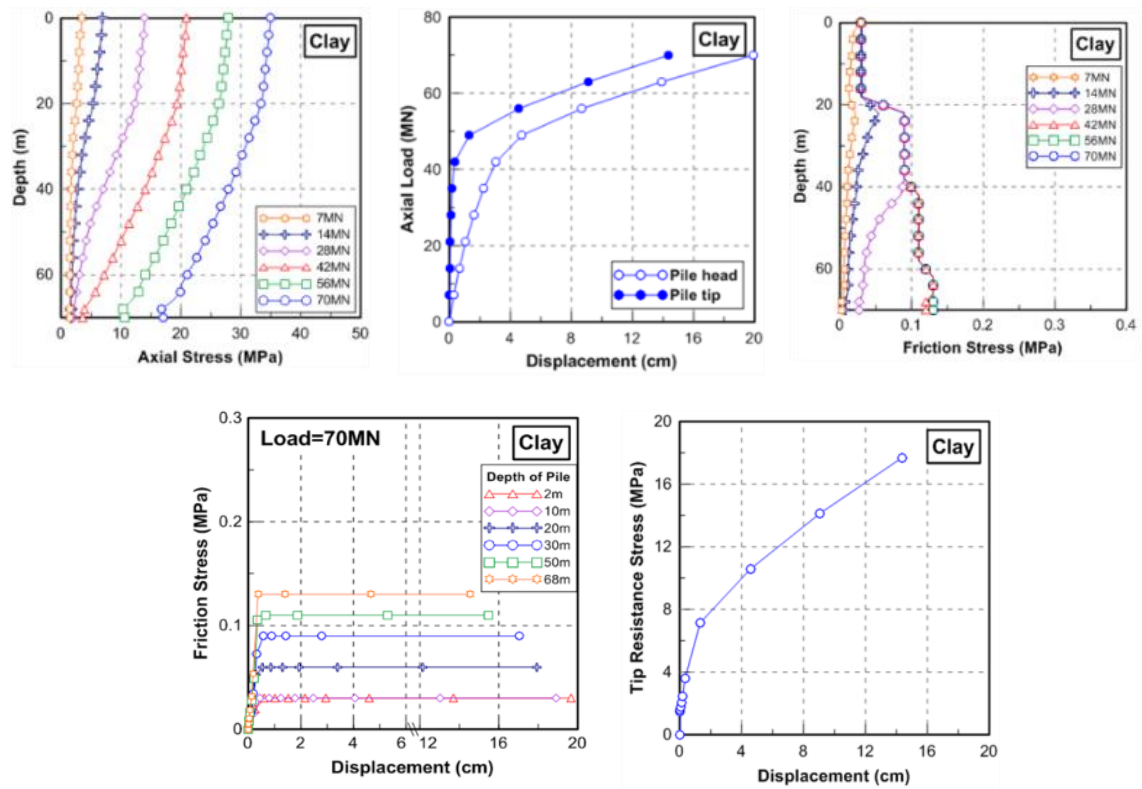 Clay
0
20
40
60
Depth (m)
7MN
14MN
28MN
42MN
56MN
70MN
0 10 20 30 40 50
Axial Stress (MPa)
Clay
80
60
40
20
0
Axial Load (MN)
Pile head
Pile tip
0 4 8 12 16 20
Displacement (cm)
Clay
0
20
40
60
Depth (m)
7MN
14MN
28MN
42MN
56MN
70MN
0 0.1 0.2 0.3 0.4
Friction Stress (MPa)
Load=70MN
Clay
0.3
0.2
0.1
0
Friction Stress (MPa)
Depth of Pile
2m
10m
20m
30m
50m
68m
0 2 4 6 12 16 20
Displacement (cm)
Clay
20
16
12
8
4
0
Tip Resistance Stress (MPa)
0 4 8 12 16 20
Displacement (cm)